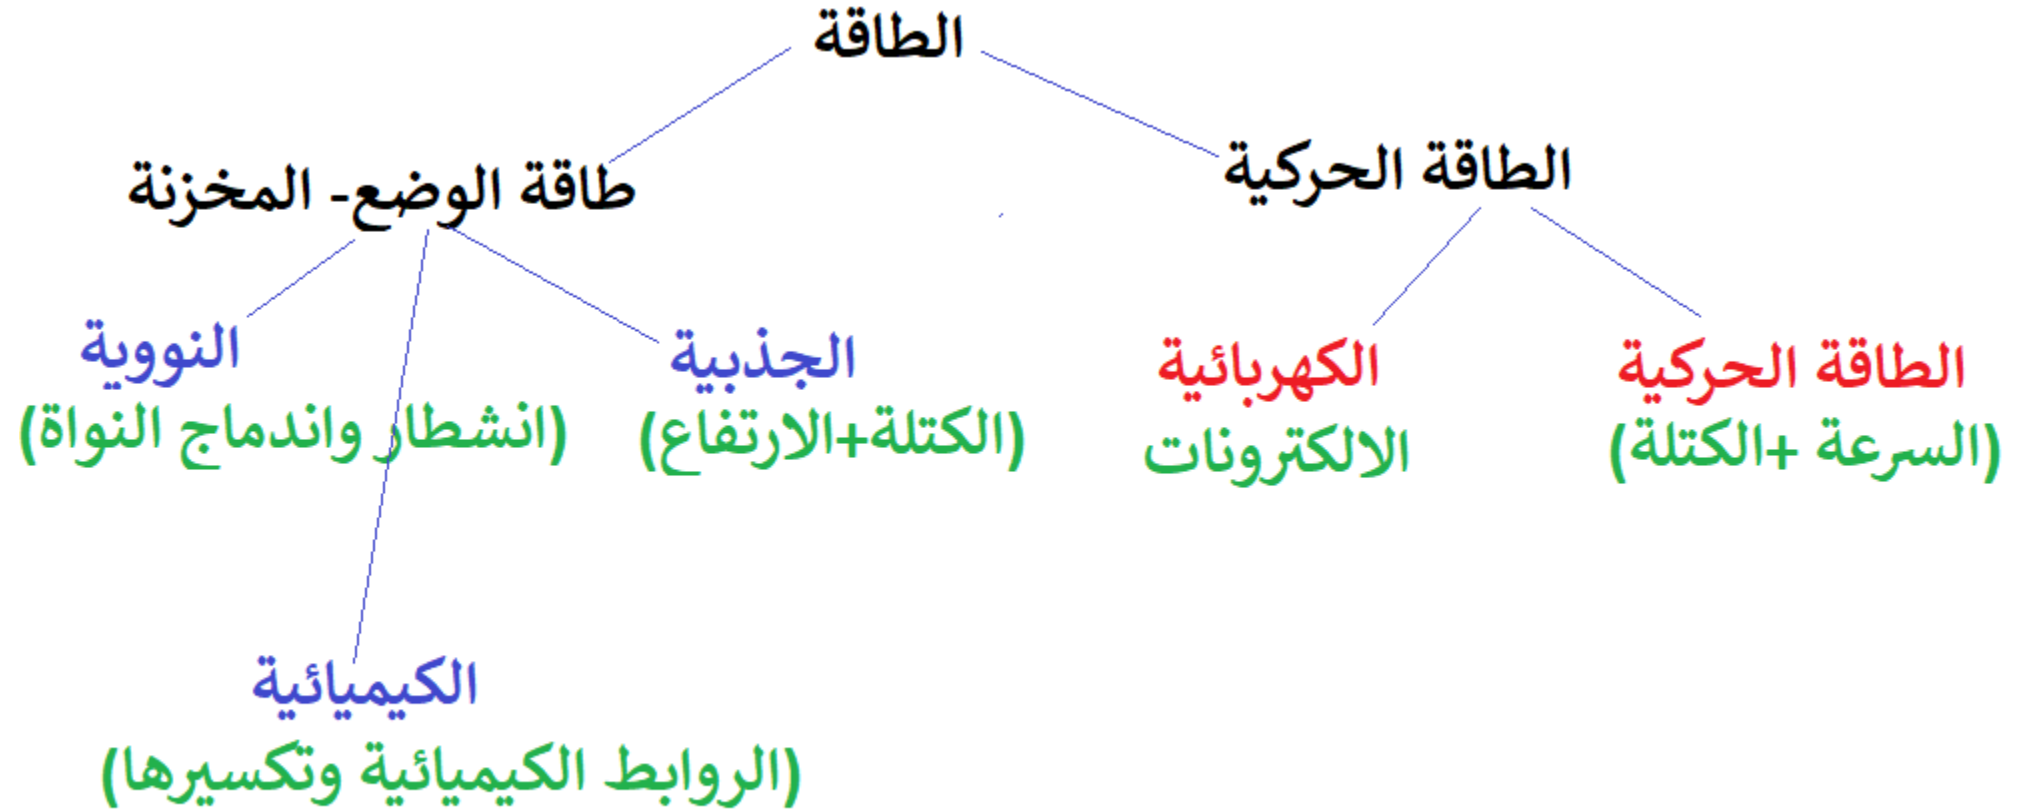 الطاقة
الطاقة الحركية
طاقة الوضع- المخزنة
الطاقة الحركية
(السرعة +الكتلة)
الكهربائية
الالكترونات
الجذبية
(الكتلة+الارتفاع)
النووية
(انشطار واندماج النواة)
الكيميائية
(الروابط الكيميائية وتكسيرها)